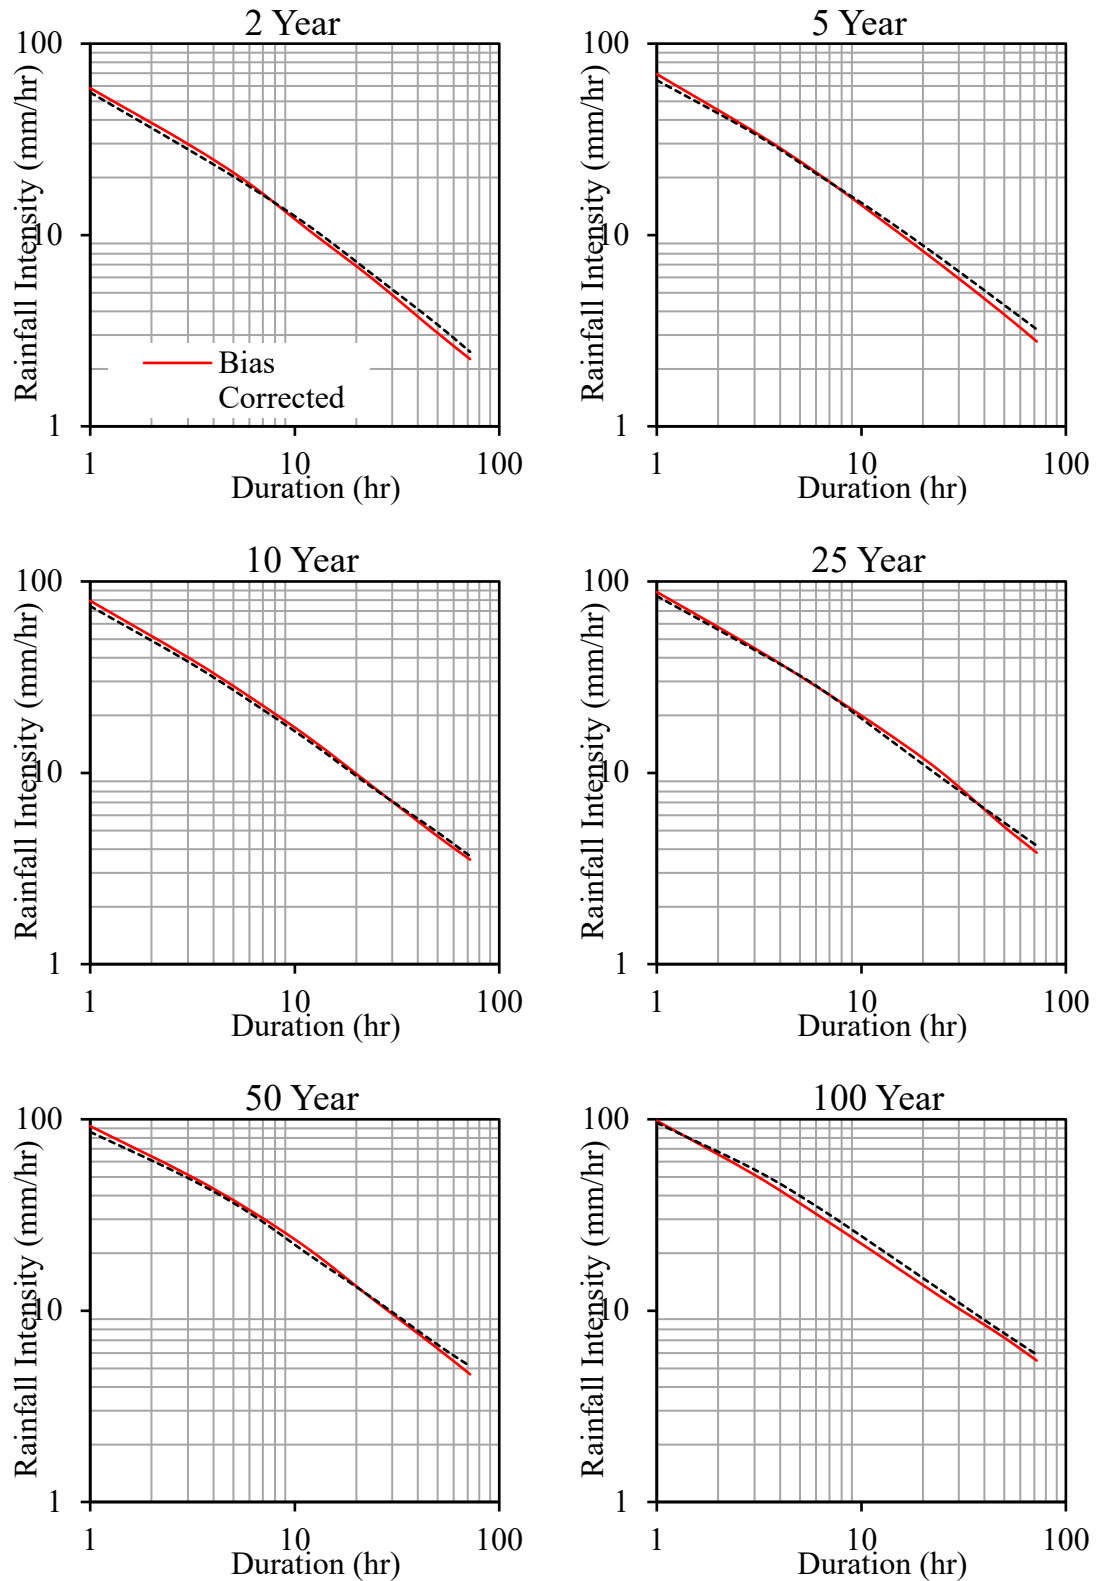 2 Year
100
10
1
Rainfall Intensity (mm/hr)
Bias
Corrected
1 10 100
Duration (hr)
5 Year
100
10
1
Rainfall Intensity (mm/hr)
1 10 100
Duration (hr)
10 Year
100
10
1
Rainfall Intensity (mm/hr)
1 10 100
Duration (hr)
25 Year
100
10
1
Rainfall Intensity (mm/hr)
1 10 100
Duration (hr)
50 Year
100
10
1
Rainfall Intensity (mm/hr)
1 10 100
Duration (hr)
100 Year
100
10
1
Rainfall Intensity (mm/hr)
1 10 100
Duration (hr)